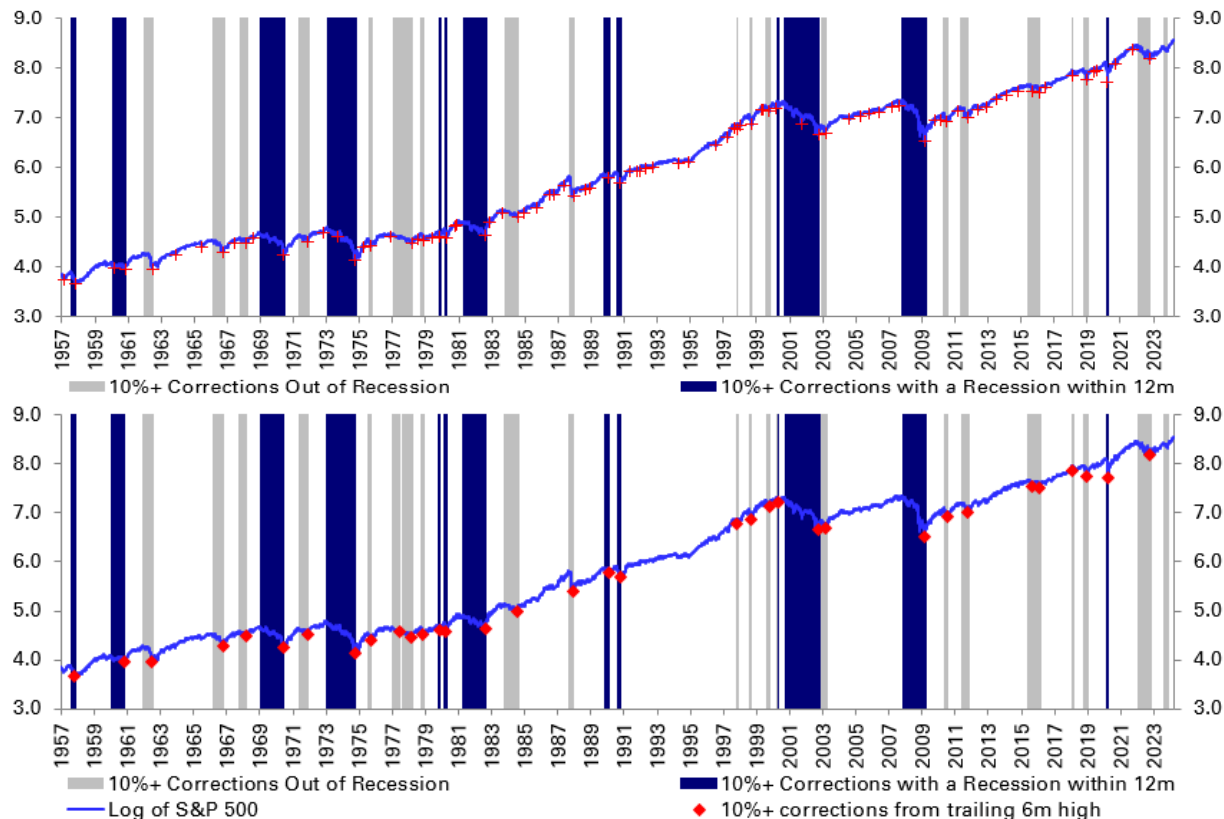 9.0 9.0
8.0 8.0
7.0 7.0
6.0 6.0
5.0 5.0
4.0 4.0
3.0 3.0
1957 1959 1961 1963 1965 1967 1969 1971 1973 1975 1977 1979 1981 1983 1985 1987 1989 1991 1993 1995 1997 1999 2001 2003 2005 2007 2009 2011 2013 2015 2017 2019 2021 2023
10%+ Corrections Out of Recession 10%+ Corrections with a Recession within 12m
9.0 9.0
8.0 8.0
7.0 7.0
6.0 6.0
5.0 5.0
4.0 4.0
3.0 3.0
1957 1959 1961 1963 1965 1967 1969 1971 1973 1975 1977 1979 1981 1983 1985 1987 1989 1991 1993 1995 1997 1999 2001 2003 2005 2007 2009 2011 2013 2015 2017 2019 2021 2023
10%+ Corrections Out of Recession 10%+ Corrections with a Recession within 12m
Log of S&P 500 10%+ corrections from trailing 6m high